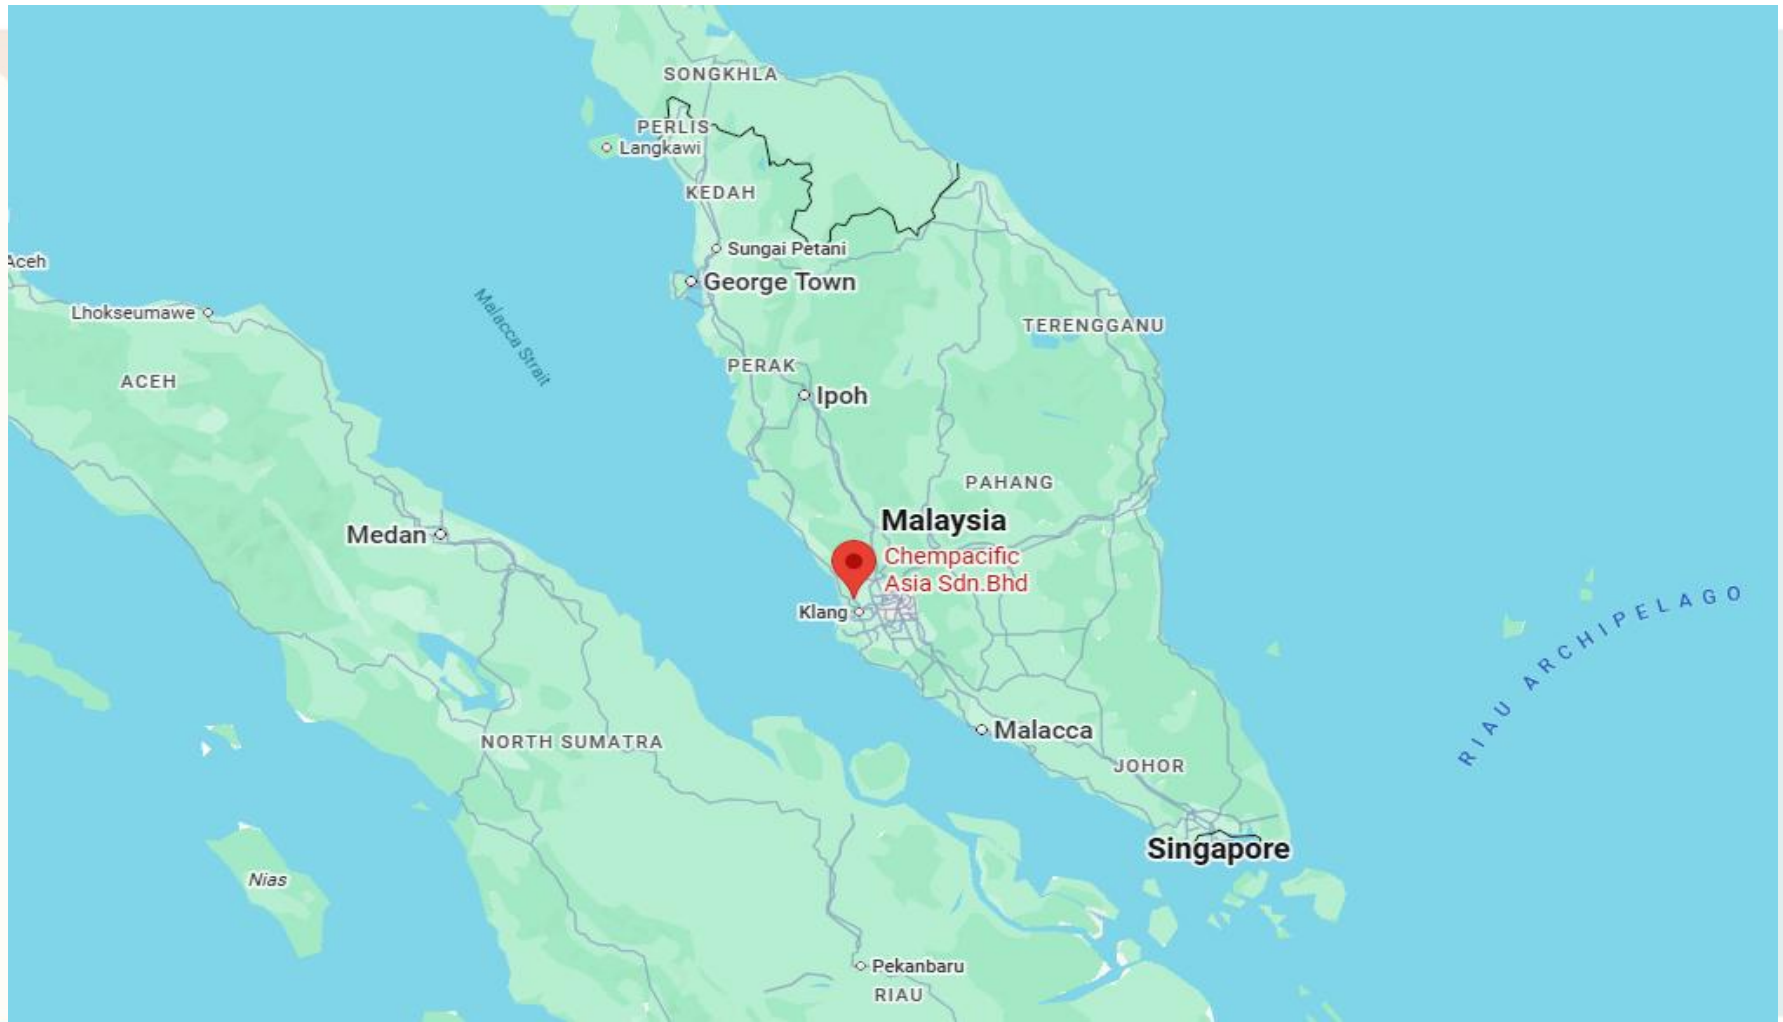 SONGKHLA
PERLIS
Langkawi
KEDAH
Sungai Petani
Aceh
George Town
Malacca Strait
Lhokseumawe
TERENGGANU
PERAK
ACEH
Ipoh
PAHANG
Malaysia
Medan
Chempacific
Asia Sdn.Bhd
Klang
RIAU ARCHIPELAGO
Malacca
NORTH SUMATRA
JOHOR
Singapore
Nias
Pekanbaru
RIAU